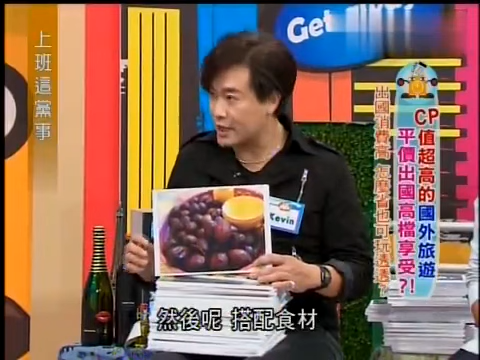 上班這黨事
Get
CP值超高的國外旅遊
平價出國高檔享受?!
出國消費高 怎麼省也可玩透透?
Kevin
然後呢 搭配食材